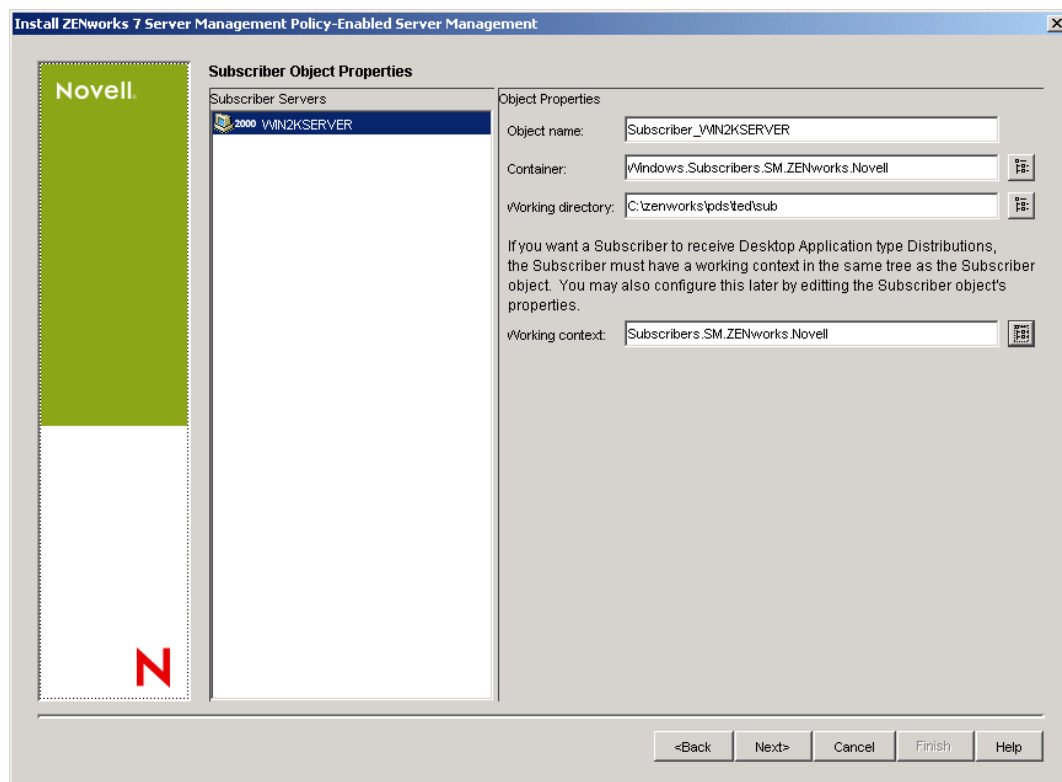 Install ZENworks 7 Server Management Policy-Enabled Server Management
Novell.
Subscriber Object Properties
Subscriber Servers
2000 WIN2KSERVER
Object Properties
Object name: Subscriber_WIN2KSERVER
Container: Windows.Subscribers.SM.ZENworks.Novell
Working directory: C:\zenworks\pds\ted\sub
If you want a Subscriber to receive Desktop Application type Distributions,
the Subscriber must have a working context in the same tree as the Subscriber
object. You may also configure this later by editting the Subscriber object's
properties.
Working context: Subscribers.SM.ZENworks.Novell
N
<Back Next> Cancel Finish Help